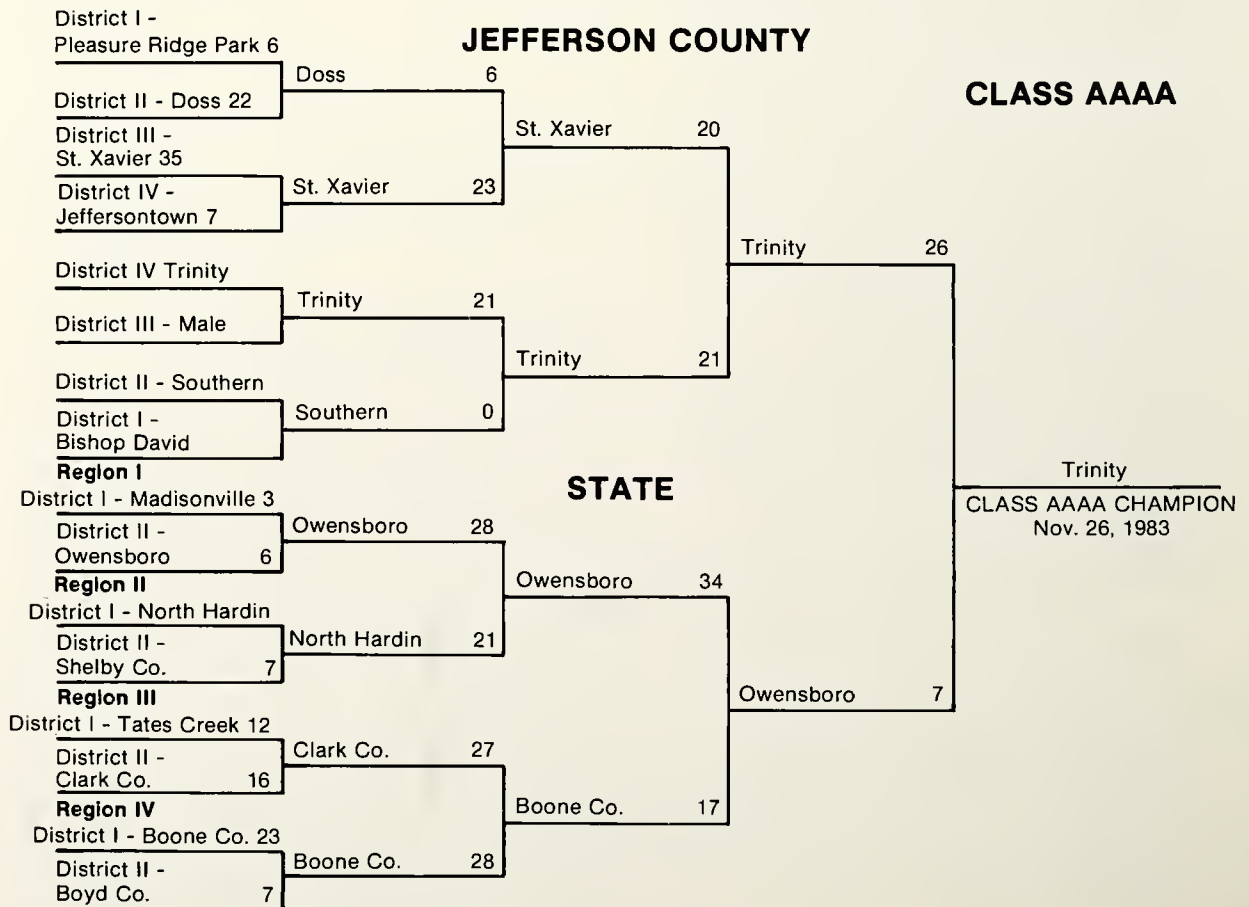 JEFFERSON COUNTY
CLASS AAAA
District I -
Pleasure Ridge Park 6
District II - Doss 22
District III -
St. Xavier 35
District IV -
Jeffersontown 7
District IV Trinity
District III - Male
District II - Southern
District I -
Bishop David
Doss 6
St. Xavier 23
Trinity 21
Southern 0
St. Xavier 20
Trinity 21
Trinity 26
STATE
Region I
District I - Madisonville 3
District II -
Owensboro 6
Region II
District I - North Hardin
District II -
Shelby Co. 7
Region III
District I - Tates Creek 12
District II -
Clark Co. 16
Region IV
District I - Boone Co. 23
District II -
Boyd Co. 7
Owensboro 28
North Hardin 21
Clark Co. 27
Boone Co. 28
Owensboro 34
Boone Co. 17
Owensboro 7
Trinity
CLASS AAAA CHAMPION
Nov. 26, 1983